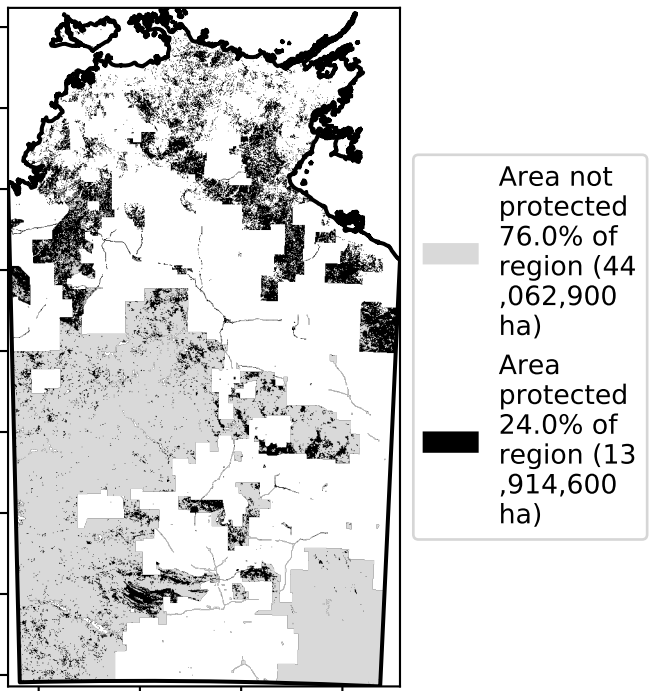 Area not
protected
76.0% of
region (44
,062,900
ha)
Area
protected
24.0% of
region (13
,914,600
ha)